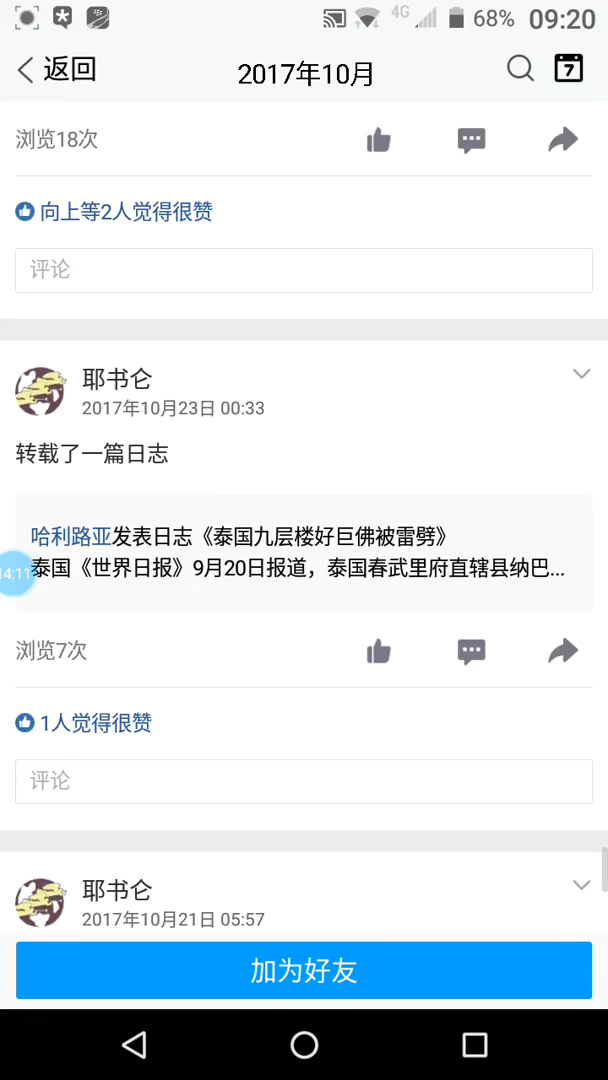 4G 68% 09:20
返回 2017年10月 7
浏览18次
向上等2人觉得很赞
评论
耶书仑
2017年10月23日 00:33
转载了一篇日志
哈利路亚发表日志《泰国九层楼好巨佛被雷劈》
14:11
泰国《世界日报》9月20日报道，泰国春武里府直辖县纳巴...
浏览7次
1人觉得很赞
评论
耶书仑
2017年10月21日 05:57
加为好友